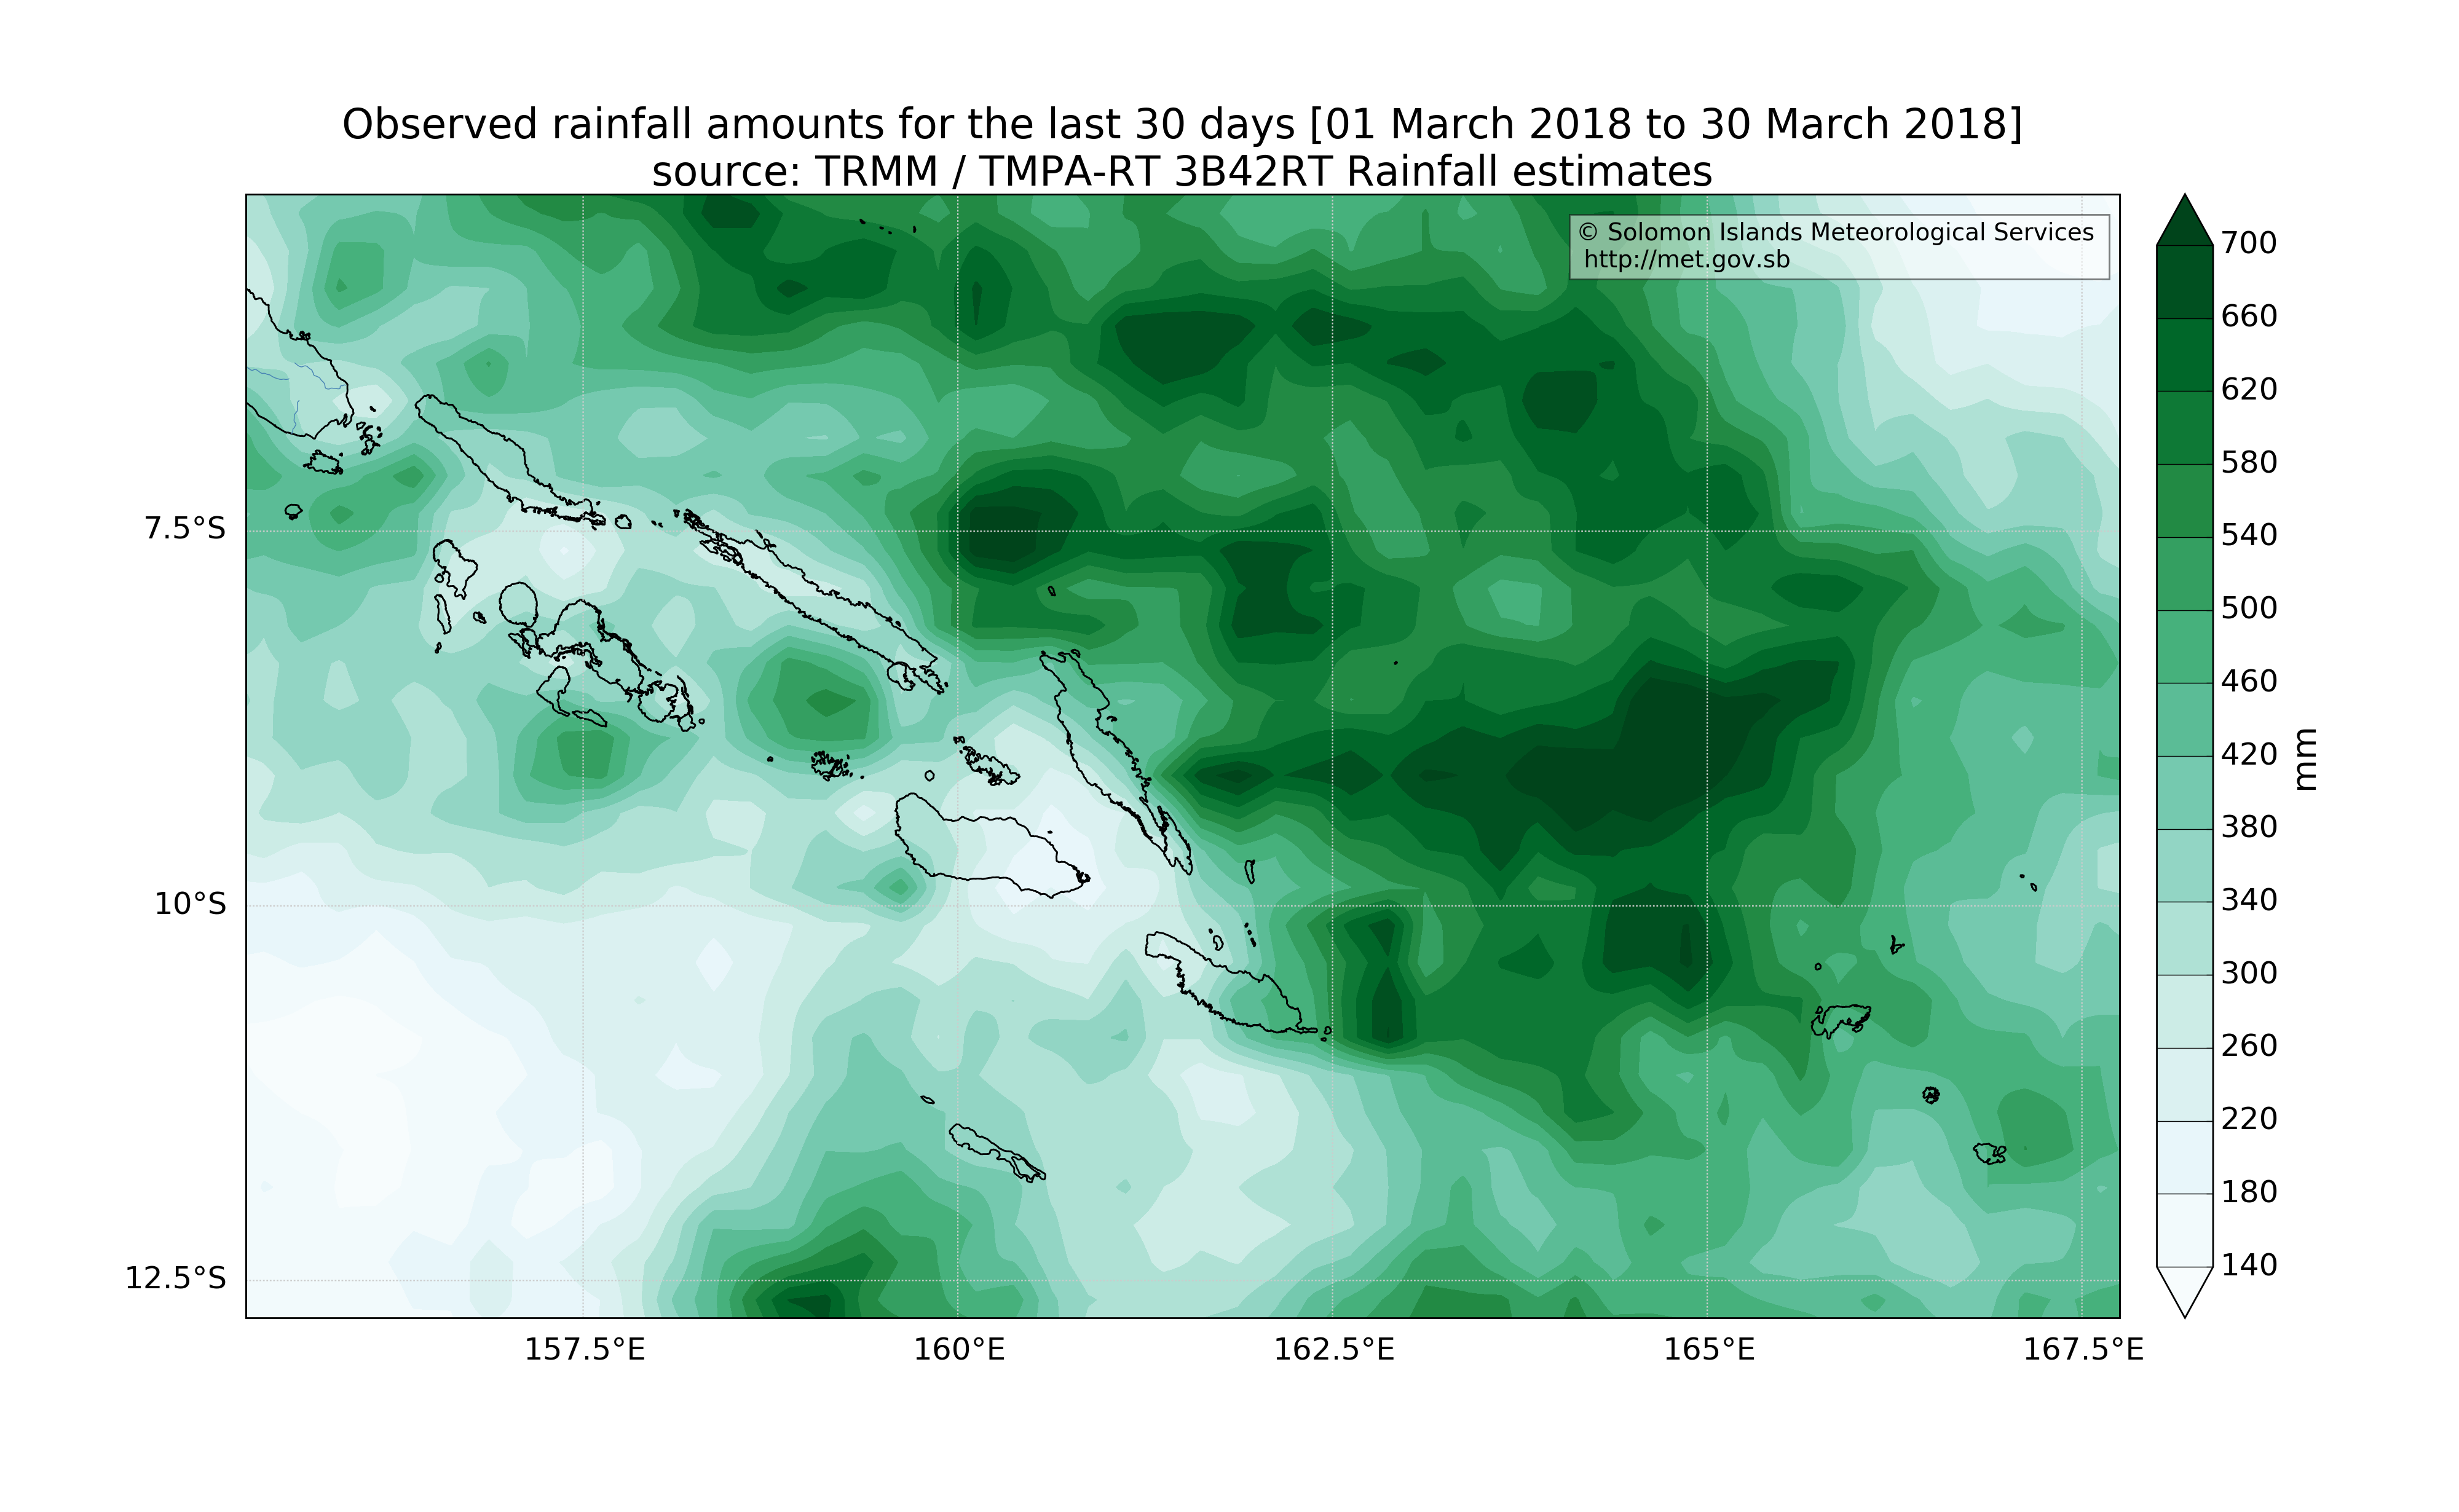 Observed rainfall amounts for the last 30 days [01 March 2018 to 30 March 2018]
source: TRMM / TMPA-RT 3B42RT Rainfall estimates
© Solomon Islands Meteorological Services
http://met.gov.sb
7.5°S
10°S
12.5°S
157.5°E
160°E
162.5°E
165°E
167.5°E
700
660
620
580
540
500
460
420
380
340
300
260
220
180
140
mm